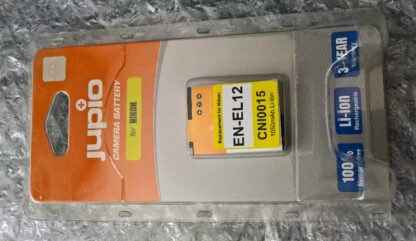 jupio
CAMERA BATTERY
for NIKON
Replacement for Nikon:
EN-EL12
CNI0015
1050mAh Li-Ion
3-YEAR
Li-ion
Rechargeable
100%